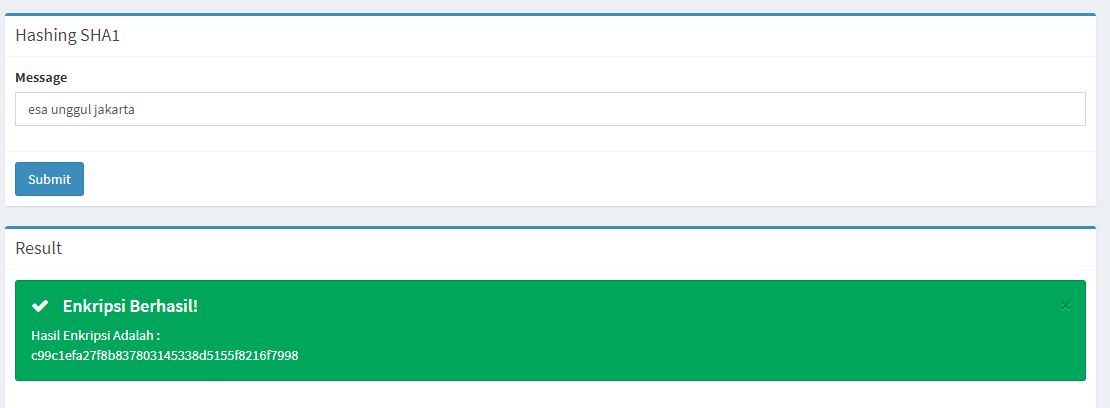 Hashing SHA1
Message
esa unggul jakarta
Submit
Result
Enkripsi Berhasil!
×
Hasil Enkripsi Adalah :
c99c1efa27f8b837803145338d5155f8216f7998